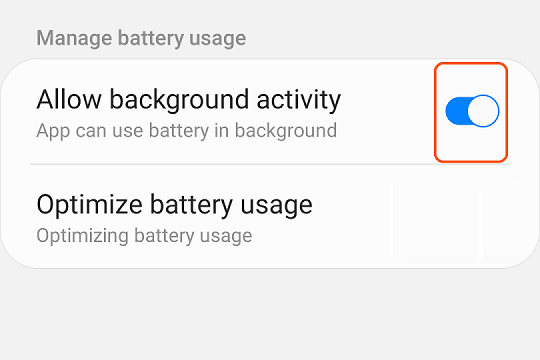 Manage battery usage
Allow background activity
App can use battery in background
Optimize battery usage
Optimizing battery usage